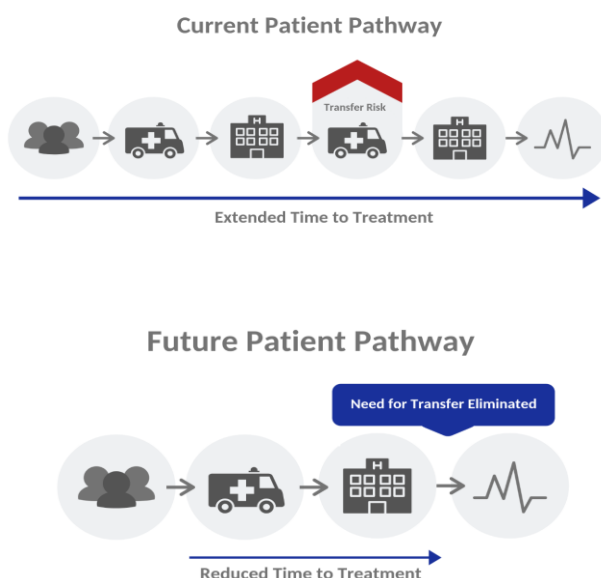 Current Patient Pathway
Transfer Risk
H
H
Extended Time to Treatment
Future Patient Pathway
Need for Transfer Eliminated
H
Reduced Time to Treatment